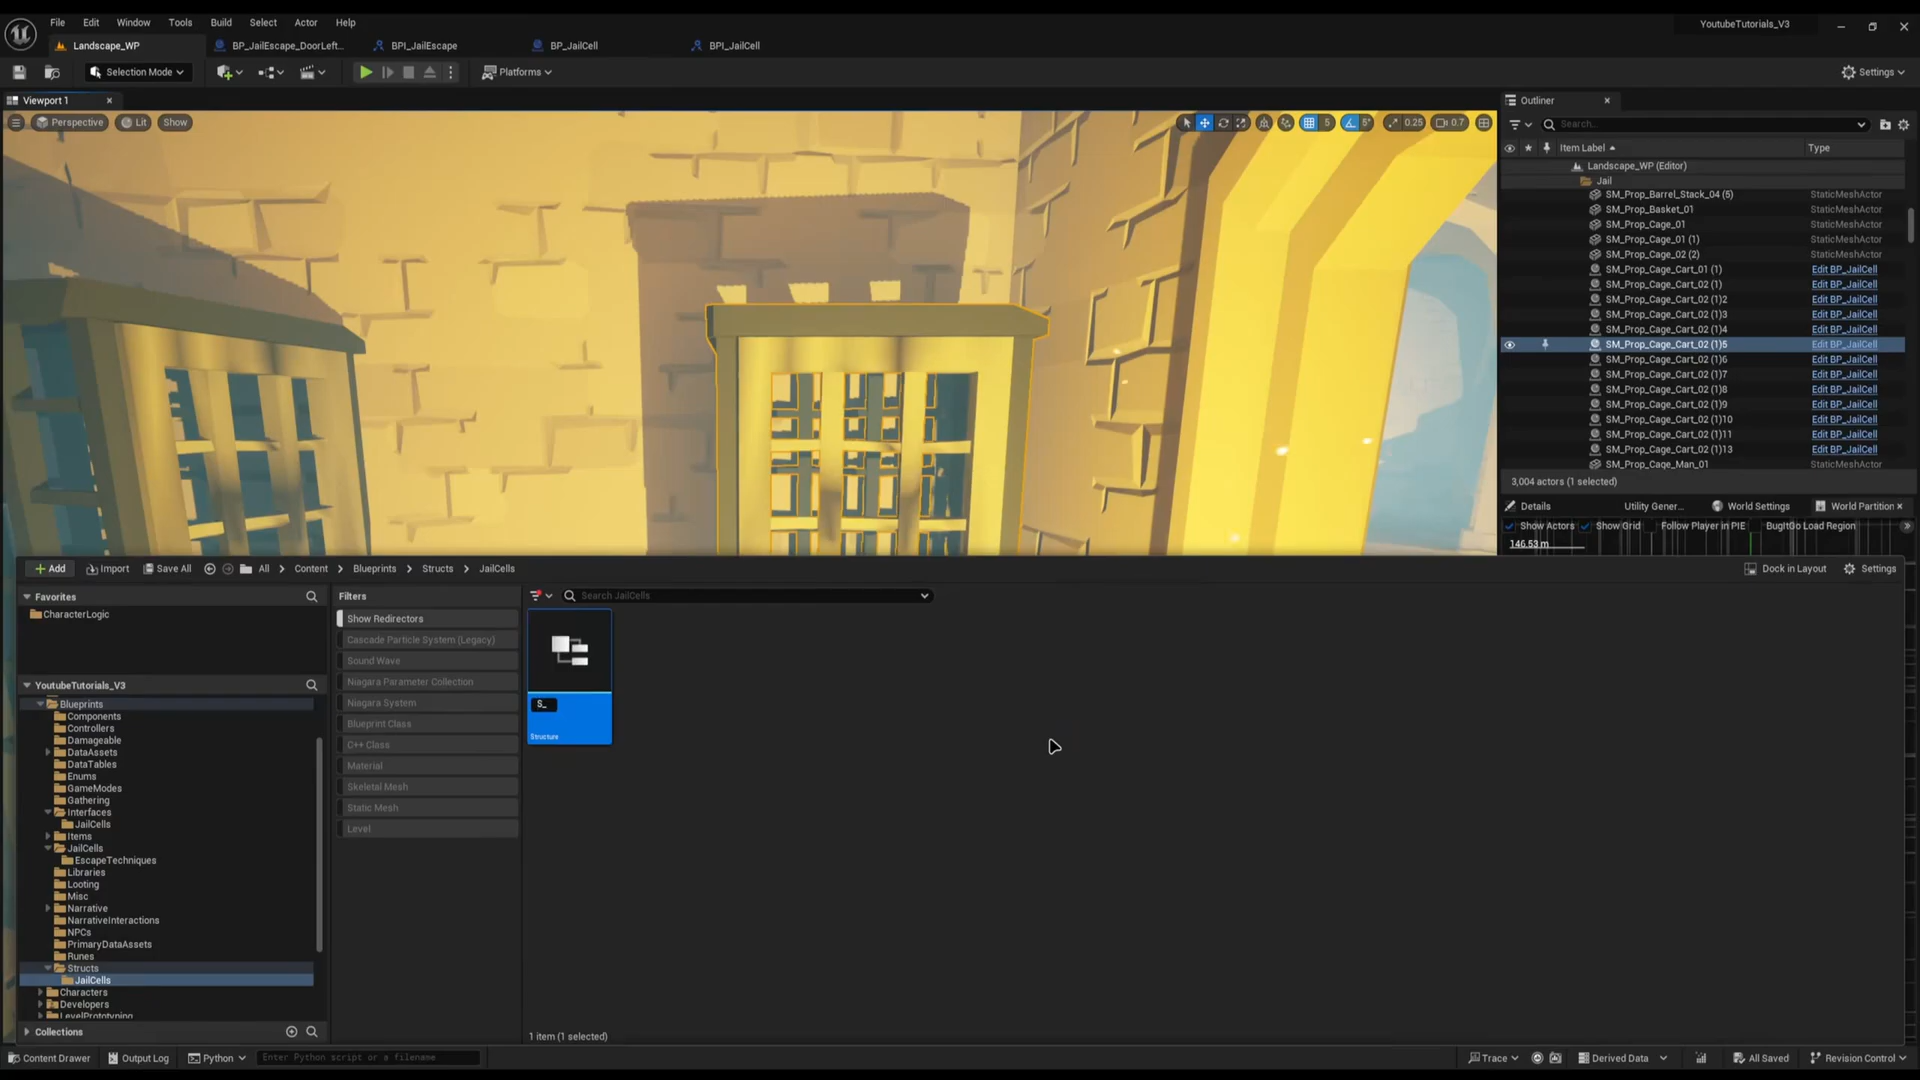 File Edit Window Tools Build Select Actor Help
YoutubeTutorials_V3
Landscape_WP
BP_JailEscape_DoorLeft...
BPI_JailEscape
BP_JailCell
BPI_JailCell
Selection Mode
Platforms
Settings
Viewport 1
Perspective
Lit
Show
5
5°
0.25
0.7
Outliner
Search...
Item Label
Type
Landscape_WP (Editor)
Jail
SM_Prop_Barrel_Stack_04 (5) StaticMeshActor
SM_Prop_Basket_01 StaticMeshActor
SM_Prop_Cage_01 StaticMeshActor
SM_Prop_Cage_01 (1) StaticMeshActor
SM_Prop_Cage_02 (2) StaticMeshActor
SM_Prop_Cage_Cart_01 (1) Edit BP_JailCell
SM_Prop_Cage_Cart_02 (1) Edit BP_JailCell
SM_Prop_Cage_Cart_02 (1)2 Edit BP_JailCell
SM_Prop_Cage_Cart_02 (1)3 Edit BP_JailCell
SM_Prop_Cage_Cart_02 (1)4 Edit BP_JailCell
SM_Prop_Cage_Cart_02 (1)5 Edit BP_JailCell
SM_Prop_Cage_Cart_02 (1)6 Edit BP_JailCell
SM_Prop_Cage_Cart_02 (1)7 Edit BP_JailCell
SM_Prop_Cage_Cart_02 (1)8 Edit BP_JailCell
SM_Prop_Cage_Cart_02 (1)9 Edit BP_JailCell
SM_Prop_Cage_Cart_02 (1)10 Edit BP_JailCell
SM_Prop_Cage_Cart_02 (1)11 Edit BP_JailCell
SM_Prop_Cage_Cart_02 (1)13 Edit BP_JailCell
SM_Prop_Cage_Man_01 StaticMeshActor
3,004 actors (1 selected)
Details
Utility Gener...
World Settings
World Partition
Show Actors
Show Grid
Follow Player in PIE
BugItGo Load Region
146.53 m
Add
Import
Save All
All
Content
Blueprints
Structs
JailCells
Dock in Layout
Settings
Favorites
CharacterLogic
YoutubeTutorials_V3
Blueprints
Components
Controllers
Damageable
DataAssets
DataTables
Enums
GameModes
Gathering
Interfaces
JailCells
Items
JailCells
EscapeTechniques
Libraries
Looting
Misc
Narrative
NarrativeInteractions
NPCs
PrimaryDataAssets
Runes
Structs
JailCells
Characters
Developers
LevelPrototyping
Collections
Filters
Show Redirectors
Cascade Particle System (Legacy)
Sound Wave
Niagara Parameter Collection
Niagara System
Blueprint Class
C++ Class
Material
Skeletal Mesh
Static Mesh
Level
Search JailCells
S_
Structure
1 item (1 selected)
Content Drawer
Output Log
Python
Enter Python script or a filename
Trace
Derived Data
All Saved
Revision Control